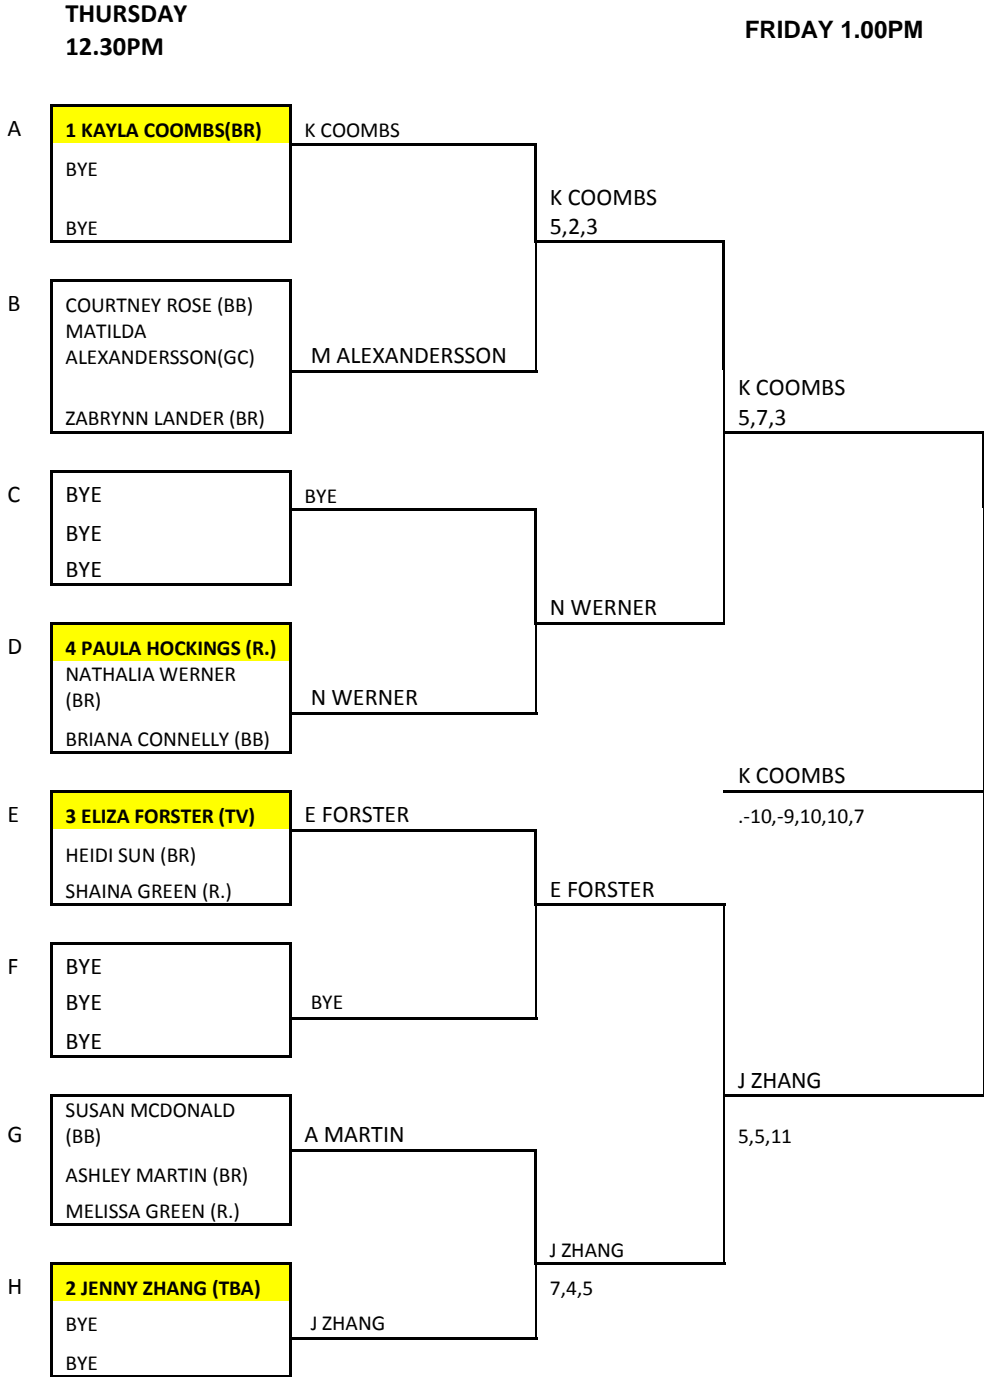 THURSDAY
12.30PM
FRIDAY 1.00PM
A
1 KAYLA COOMBS(BR)
K COOMBS
BYE
K COOMBS
BYE
5,2,3
B
COURTNEY ROSE (BB)
MATILDA
ALEXANDERSSON(GC)
M ALEXANDERSSON
K COOMBS
ZABRYNN LANDER (BR)
5,7,3
C
BYE
BYE
BYE
BYE
N WERNER
D
4 PAULA HOCKINGS (R.)
NATHALIA WERNER
(BR)
N WERNER
BRIANA CONNELLY (BB)
K COOMBS
E
3 ELIZA FORSTER (TV)
E FORSTER
.-10,-9,10,10,7
HEIDI SUN (BR)
SHAINA GREEN (R.)
E FORSTER
F
BYE
BYE
BYE
BYE
J ZHANG
SUSAN MCDONALD
G
(BB)
A MARTIN
5,5,11
ASHLEY MARTIN (BR)
MELISSA GREEN (R.)
J ZHANG
H
2 JENNY ZHANG (TBA)
7,4,5
BYE
J ZHANG
BYE